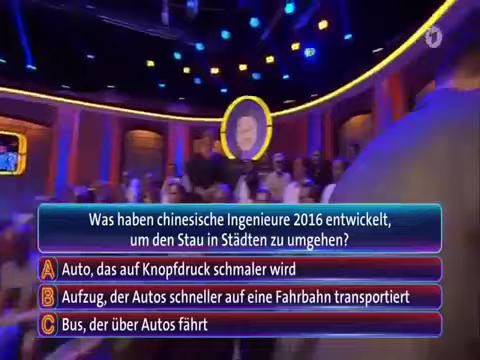 Was haben chinesische Ingenieure 2016 entwickelt,
um den Stau in Städten zu umgehen?
A Auto, das auf Knopfdruck schmaler wird
B Aufzug, der Autos schneller auf eine Fahrbahn transportiert
C Bus, der über Autos fährt